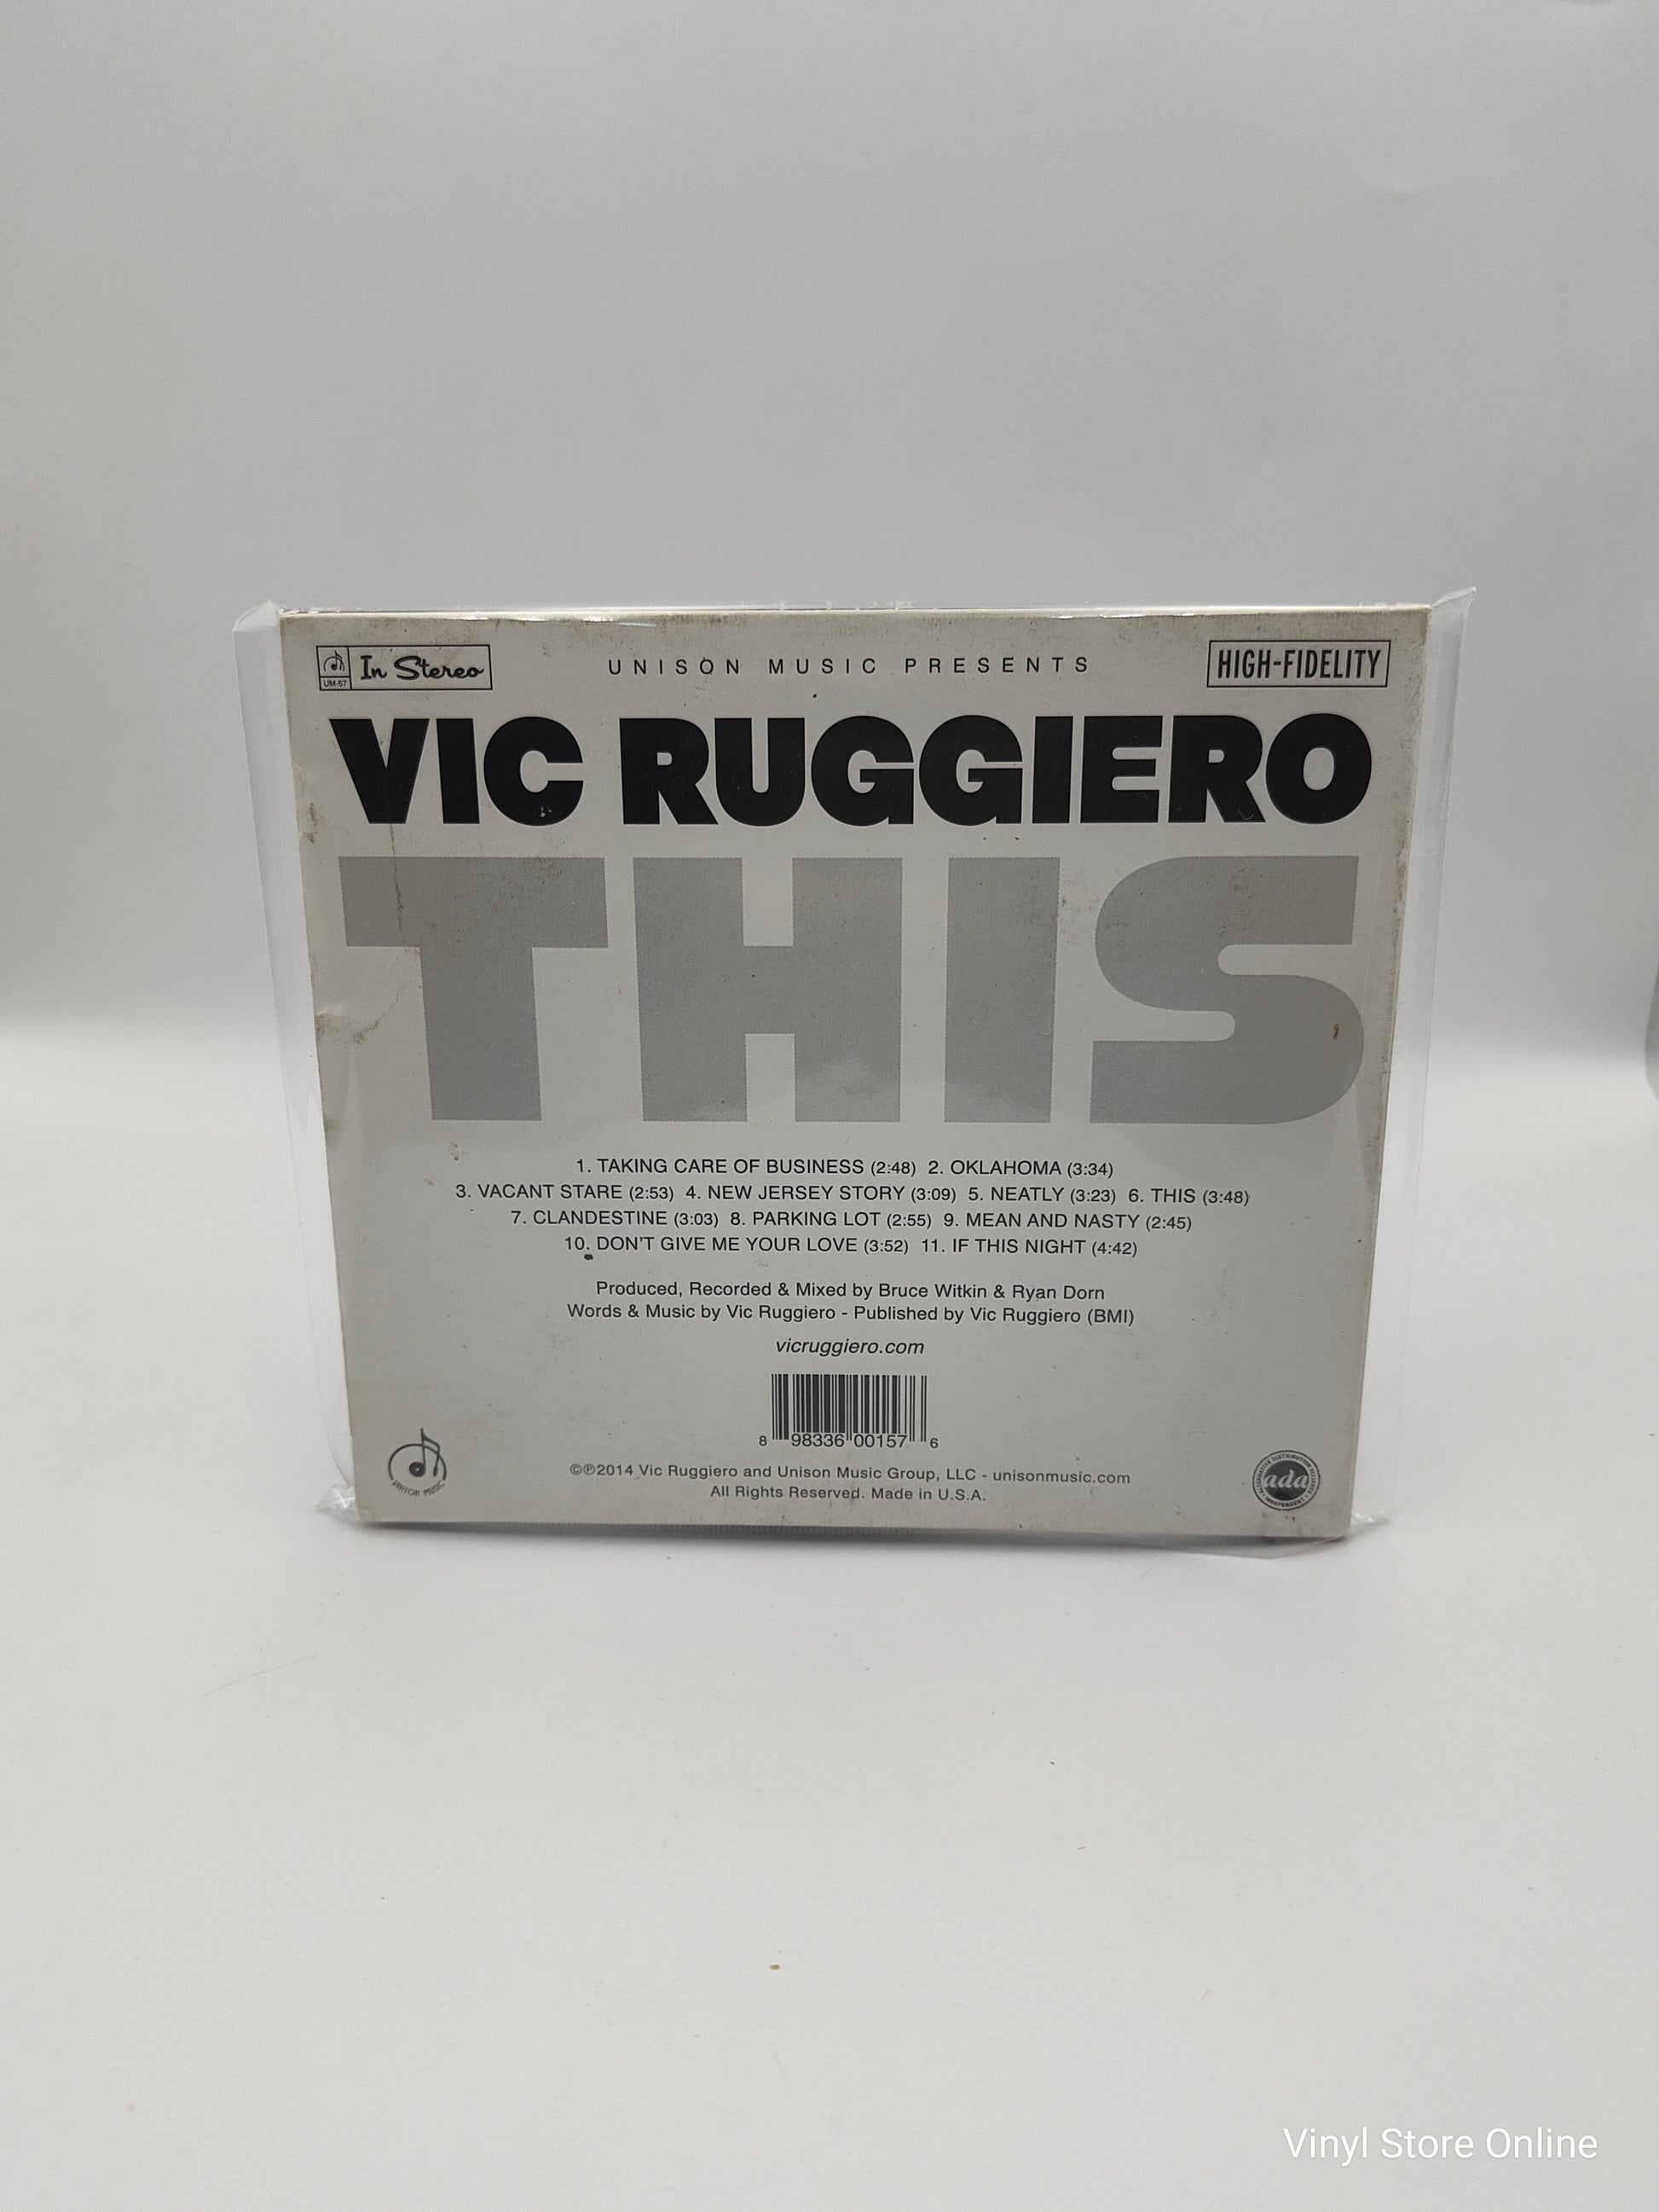 In Stereo
UM-57
UNISON MUSIC PRESENTS
HIGH-FIDELITY
VIC RUGGIERO
THIS
1. TAKING CARE OF BUSINESS (2:48) 2. OKLAHOMA (3:34)
3. VACANT STARE (2:53) 4. NEW JERSEY STORY (3:09) 5. NEATLY (3:23) 6. THIS (3:48)
7. CLANDESTINE (3:03) 8. PARKING LOT (2:55) 9. MEAN AND NASTY (2:45)
10. DON'T GIVE ME YOUR LOVE (3:52) 11. IF THIS NIGHT (4:42)
Produced, Recorded & Mixed by Bruce Witkin & Ryan Dorn
Words & Music by Vic Ruggiero - Published by Vic Ruggiero (BMI)
vicruggiero.com
8 98336 00157 6
©℗2014 Vic Ruggiero and Unison Music Group, LLC - unisonmusic.com
All Rights Reserved. Made in U.S.A.
UNISON MUSIC
ALTERNATIVE DISTRIBUTION ALLIANCE
ada
INDEPENDENT
Vinyl Store Online